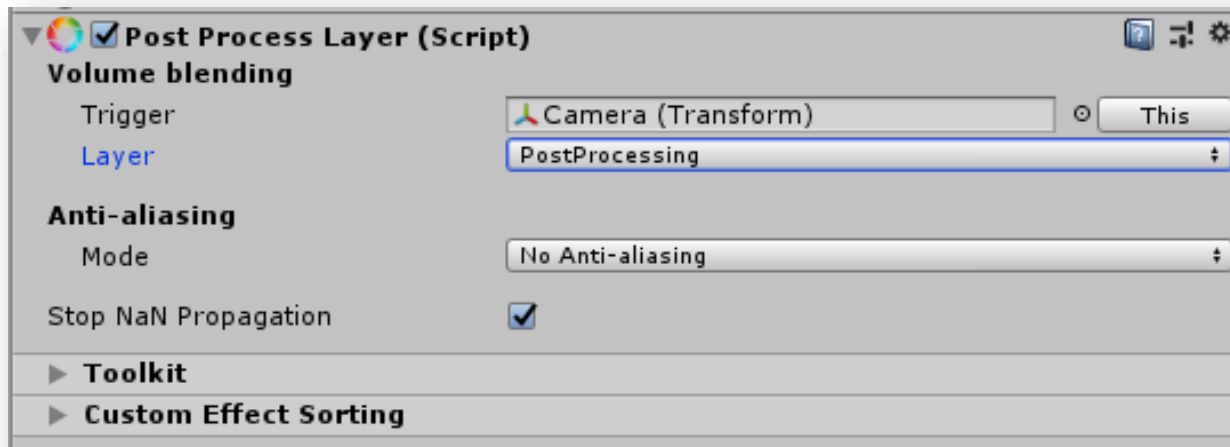 Post Process Layer (Script)
Volume blending
Trigger Camera (Transform) This
Layer PostProcessing
Anti-aliasing
Mode No Anti-aliasing
Stop NaN Propagation
Toolkit
Custom Effect Sorting